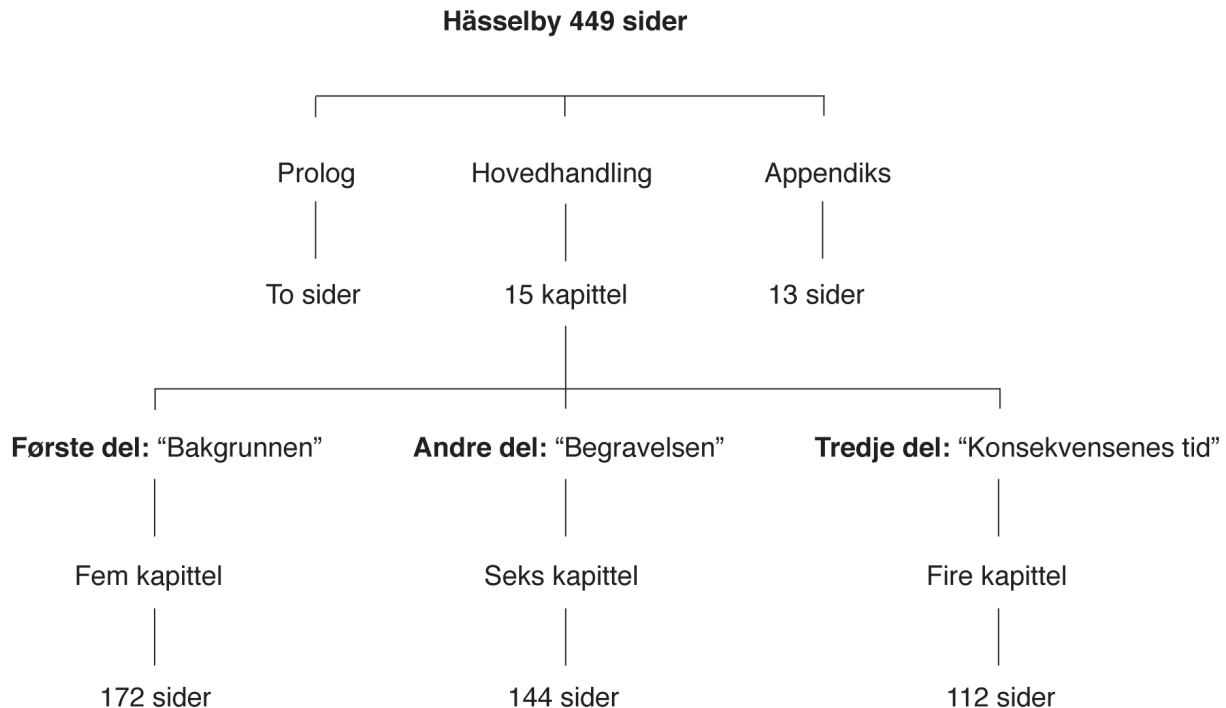 Hässelby 449 sider
Prolog
Hovedhandling
Appendiks
To sider
15 kapittel
13 sider
Første del: “Bakgrunnen”
Andre del: “Begravelsen”
Tredje del: “Konsekvensenes tid”
Fem kapittel
Seks kapittel
Fire kapittel
172 sider
144 sider
112 sider